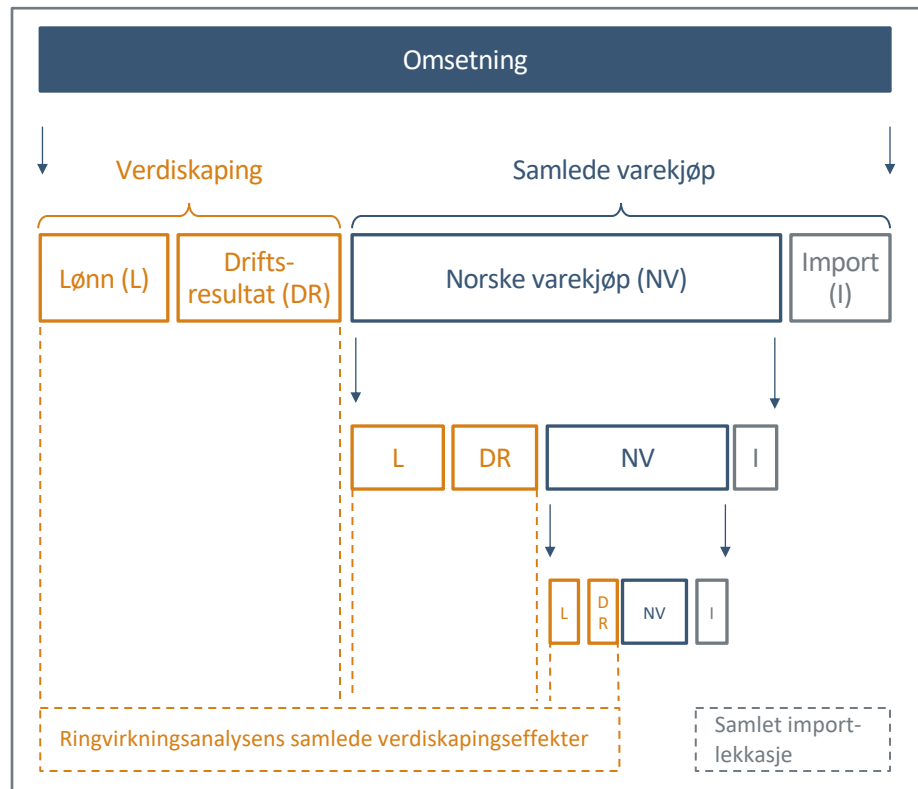 Omsetning
Verdiskaping
Samlede varekjøp
Lønn (L)
Drifts-
resultat (DR)
Norske varekjøp (NV)
Import
(I)
L
DR
NV
I
L
D
R
NV
I
Ringvirkningsanalysens samlede verdiskapingseffekter
Samlet import-
lekkasje